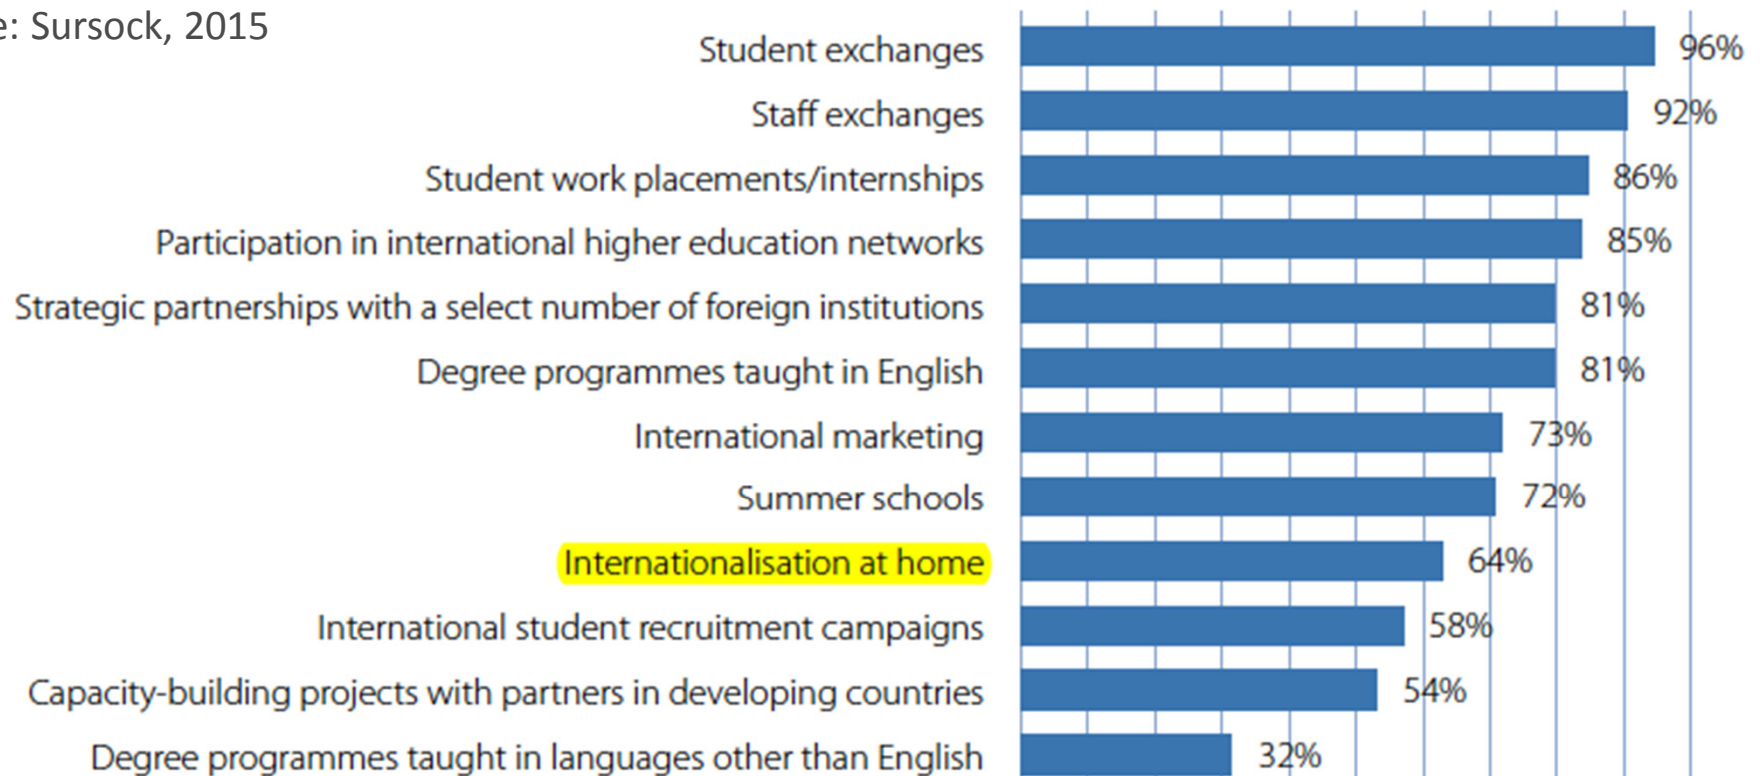 e: Sursock, 2015
Student exchanges 96%
Staff exchanges 92%
Student work placements/internships 86%
Participation in international higher education networks 85%
Strategic partnerships with a select number of foreign institutions 81%
Degree programmes taught in English 81%
International marketing 73%
Summer schools 72%
Internationalisation at home 64%
International student recruitment campaigns 58%
Capacity-building projects with partners in developing countries 54%
Degree programmes taught in languages other than English 32%